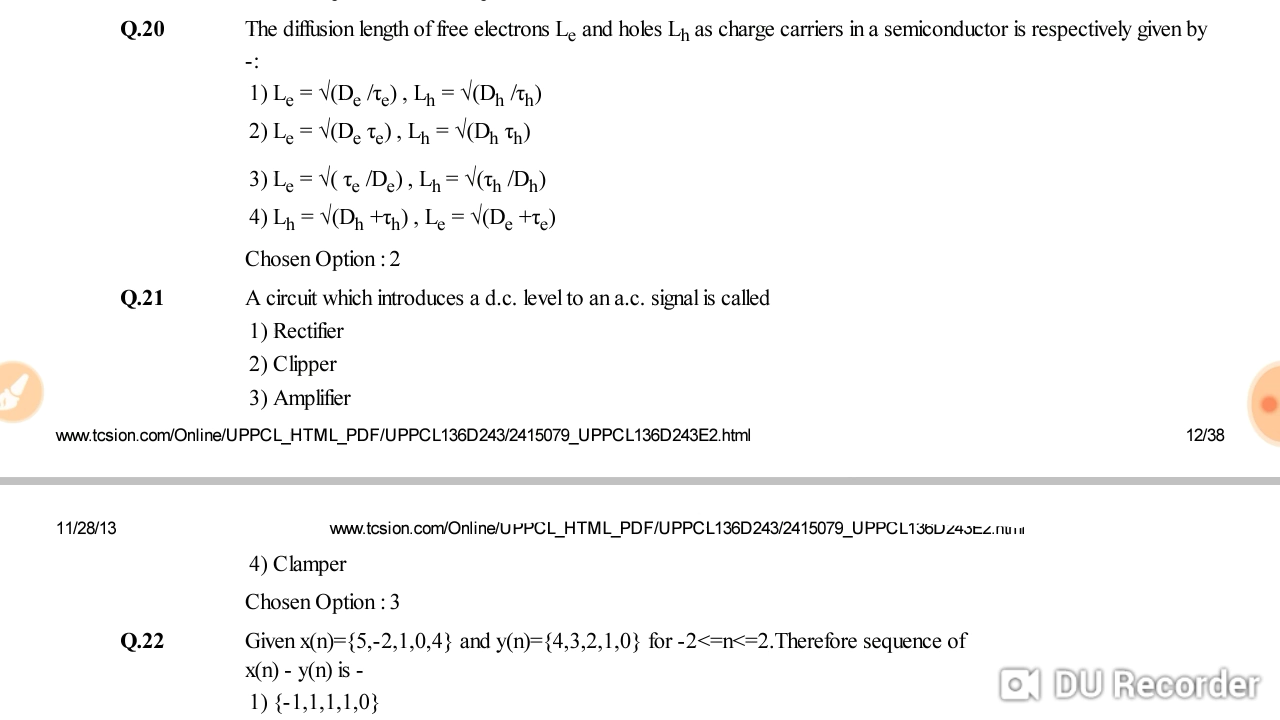 Q.20 The diffusion length of free electrons Le and holes Lh as charge carriers in a semiconductor is respectively given by
-:
1) Le = √(De /τe) , Lh = √(Dh /τh)
2) Le = √(De τe) , Lh = √(Dh τh)
3) Le = √( τe /De) , Lh = √(τh /Dh)
4) Lh = √(Dh +τh) , Le = √(De +τe)
Chosen Option : 2
Q.21 A circuit which introduces a d.c. level to an a.c. signal is called
1) Rectifier
2) Clipper
3) Amplifier
www.tcsion.com/Online/UPPCL_HTML_PDF/UPPCL136D243/2415079_UPPCL136D243E2.html 12/38
11/28/13 www.tcsion.com/Online/UPPCL_HTML_PDF/UPPCL136D243/2415079_UPPCL136D243E2.html
4) Clamper
Chosen Option : 3
Q.22 Given x(n)={5,-2,1,0,4} and y(n)={4,3,2,1,0} for -2<=n<=2.Therefore sequence of
x(n) - y(n) is -
1) {-1,1,1,1,0}
DU Recorder